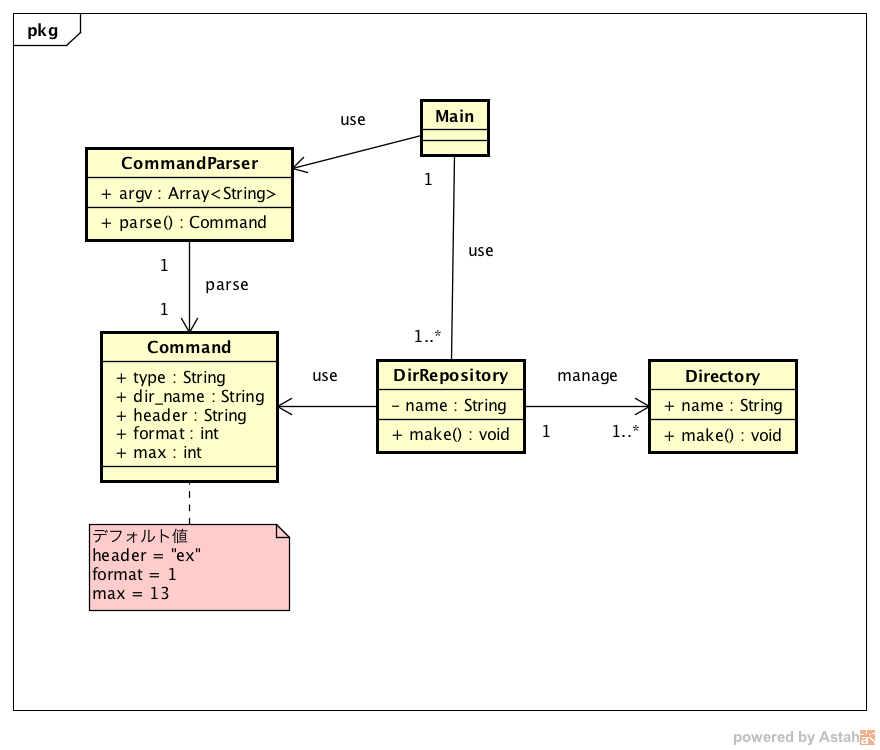 pkg
Main
use
CommandParser
+ argv : Array<String>
+ parse() : Command
1
use
1
parse
1
1..*
Command
+ type : String
+ dir_name : String
+ header : String
+ format : int
+ max : int
use
DirRepository
- name : String
+ make() : void
manage
1
1..*
Directory
+ name : String
+ make() : void
デフォルト値
header = "ex"
format = 1
max = 13
powered by Astah